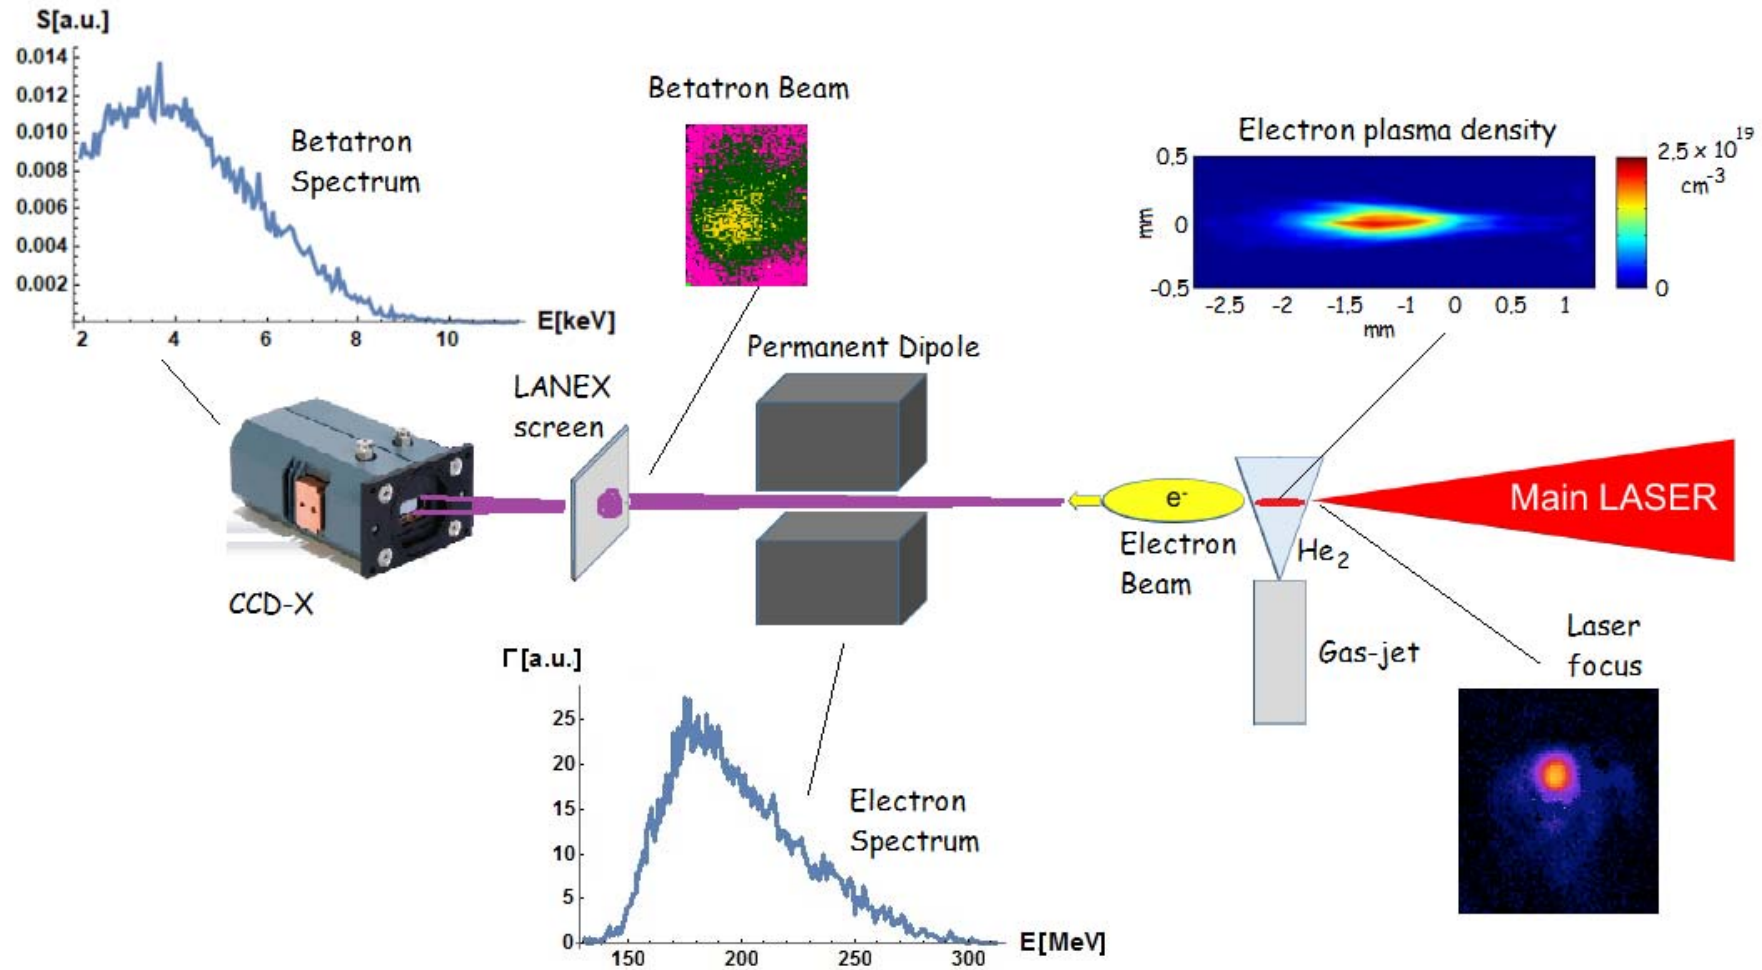 S[a.u.]
0.014
0.012
0.010
0.008
0.006
0.004
0.002
2 4 6 8 10
E[keV]
Betatron
Spectrum
Betatron Beam
Electron plasma density
0.5
0
-0.5
mm
-2,5 -2 -1,5 -1 0 0,5 1
mm
2,5 x 10^19
cm^-3
0
Permanent Dipole
LANEX
screen
CCD-X
e-
Electron
Beam
He2
Main LASER
Gas-jet
Laser
focus
Γ[a.u.]
25
20
15
10
5
0
150 200 250 300
E[MeV]
Electron
Spectrum